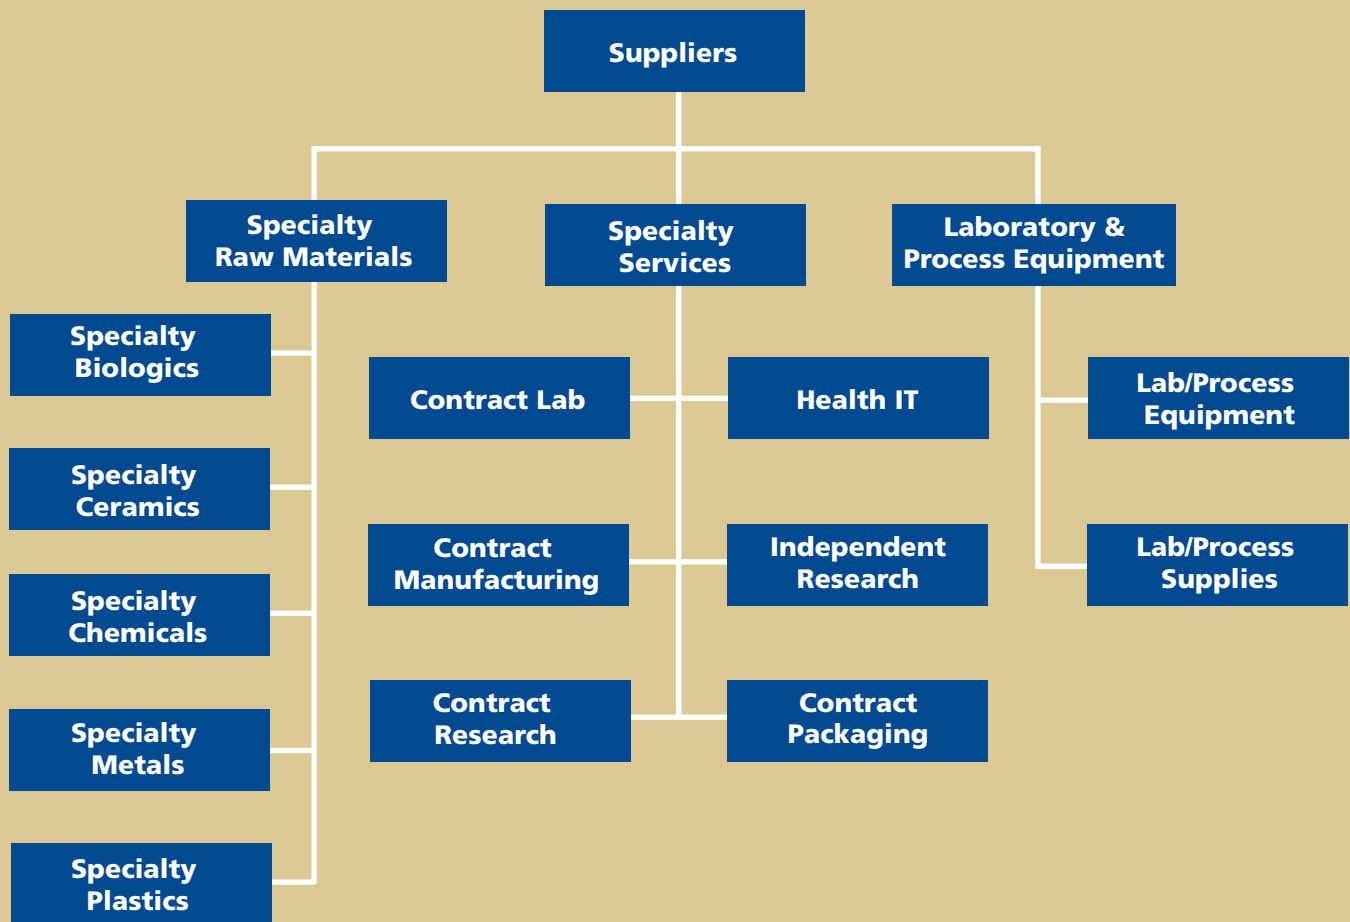 Suppliers
Specialty
Raw Materials
Specialty
Services
Laboratory &
Process Equipment
Specialty
Biologics
Specialty
Ceramics
Specialty
Chemicals
Specialty
Metals
Specialty
Plastics
Contract Lab
Health IT
Contract
Manufacturing
Independent
Research
Contract
Research
Contract
Packaging
Lab/Process
Equipment
Lab/Process
Supplies